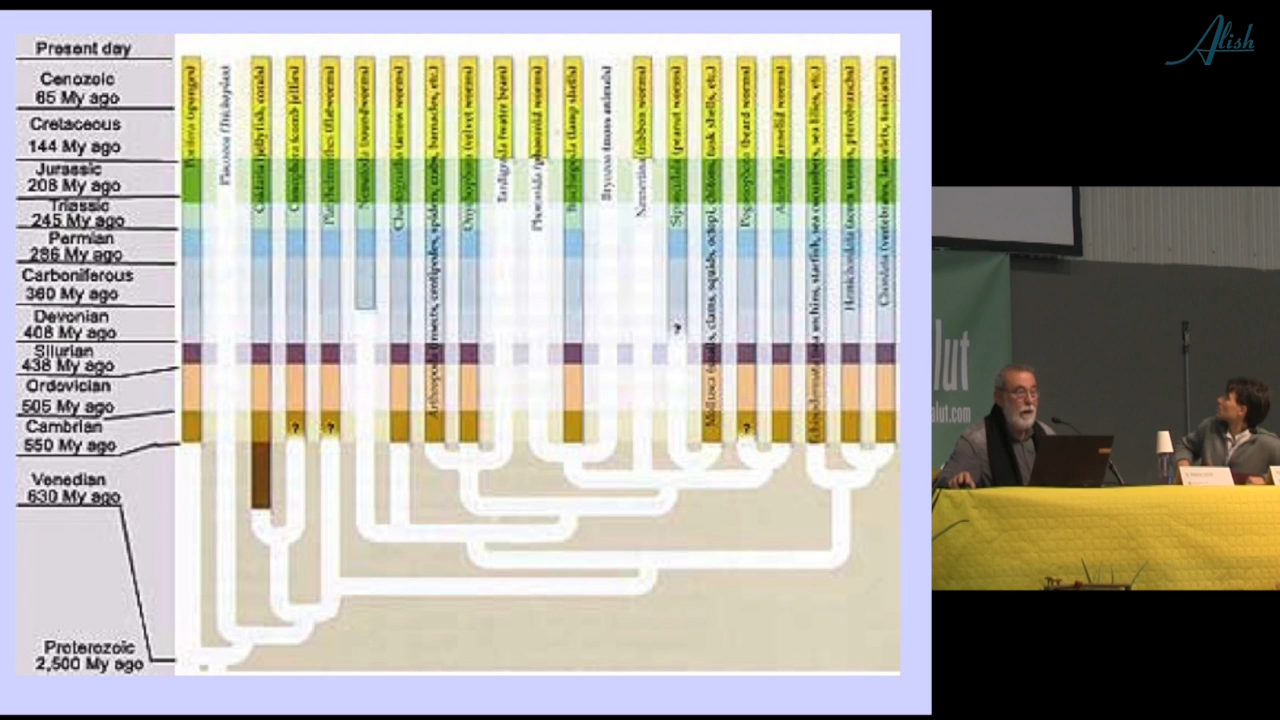 Present day
Cenozoic
65 My ago
Cretaceous
144 My ago
Jurassic
208 My ago
Triassic
245 My ago
Permian
286 My ago
Carboniferous
360 My ago
Devonian
408 My ago
Silurian
438 My ago
Ordovician
505 My ago
Cambrian
550 My ago
Venedian
630 My ago
Proterozoic
2,500 My ago
Porifera (sponges)
Placozoa (Trichoplax)
Cnidaria (jellyfish, corals)
Ctenophora (comb jellies)
Platyhelminthes (flatworms)
Nematoda (roundworms)
Chaetognatha (arrow worms)
Arthropoda (insects, centipedes, spiders, crabs, barnacles, etc.)
Onychophora (velvet worms)
Tardigrada (water bears)
Phoronida (phoronid worms)
Brachiopoda (lamp shells)
Bryozoa (moss animals)
Nemertina (ribbon worms)
Sipuncula (peanut worms)
Mollusca (snails, clams, squids, octopi, chitons, tusk shells, etc.)
Pogonophora (beard worms)
Annelida (annelid worms)
Echinodermata (sea urchins, starfish, sea cucumbers, sea lilies, etc.)
Hemichordata (acorn worms, pterobranchs)
Chordata (vertebrates, lancelets, tunicates)
?
?
?
?
Alish
lut
alut.com